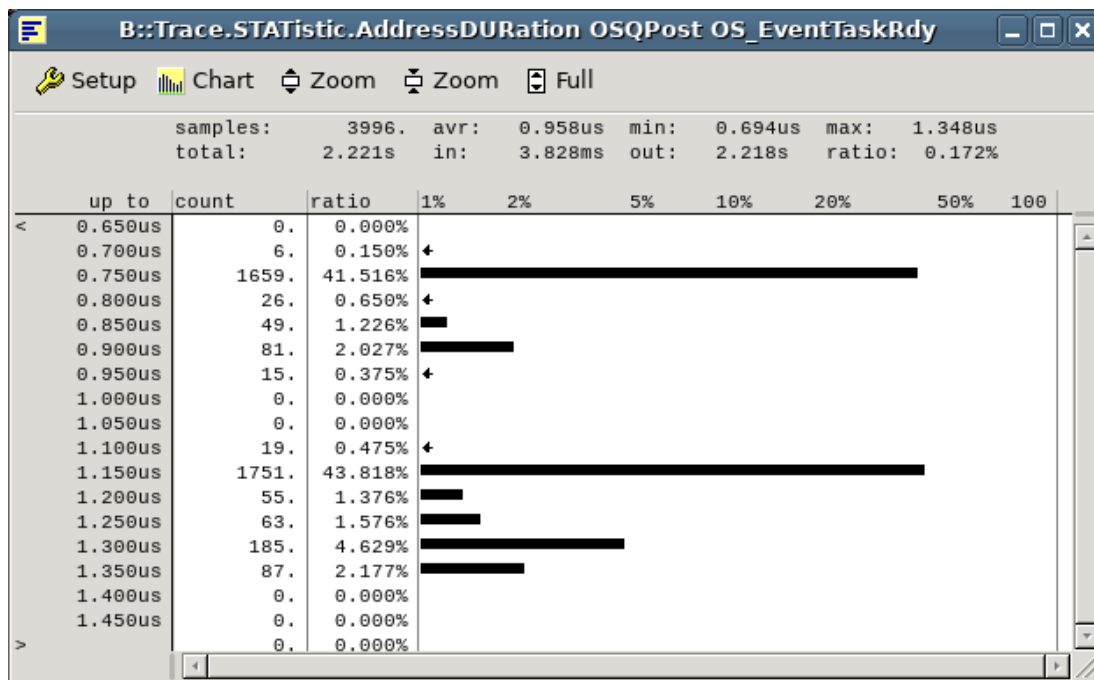 B::Trace.STATistic.AddressDURation OSQPost OS_EventTaskRdy
Setup Chart Zoom Zoom Full
samples: 3996. avr: 0.958us min: 0.694us max: 1.348us
total: 2.221s in: 3.828ms out: 2.218s ratio: 0.172%
up to count ratio 1% 2% 5% 10% 20% 50% 100
< 0.650us 0. 0.000%
0.700us 6. 0.150%
0.750us 1659. 41.516%
0.800us 26. 0.650%
0.850us 49. 1.226%
0.900us 81. 2.027%
0.950us 15. 0.375%
1.000us 0. 0.000%
1.050us 0. 0.000%
1.100us 19. 0.475%
1.150us 1751. 43.818%
1.200us 55. 1.376%
1.250us 63. 1.576%
1.300us 185. 4.629%
1.350us 87. 2.177%
1.400us 0. 0.000%
1.450us 0. 0.000%
> 0. 0.000%